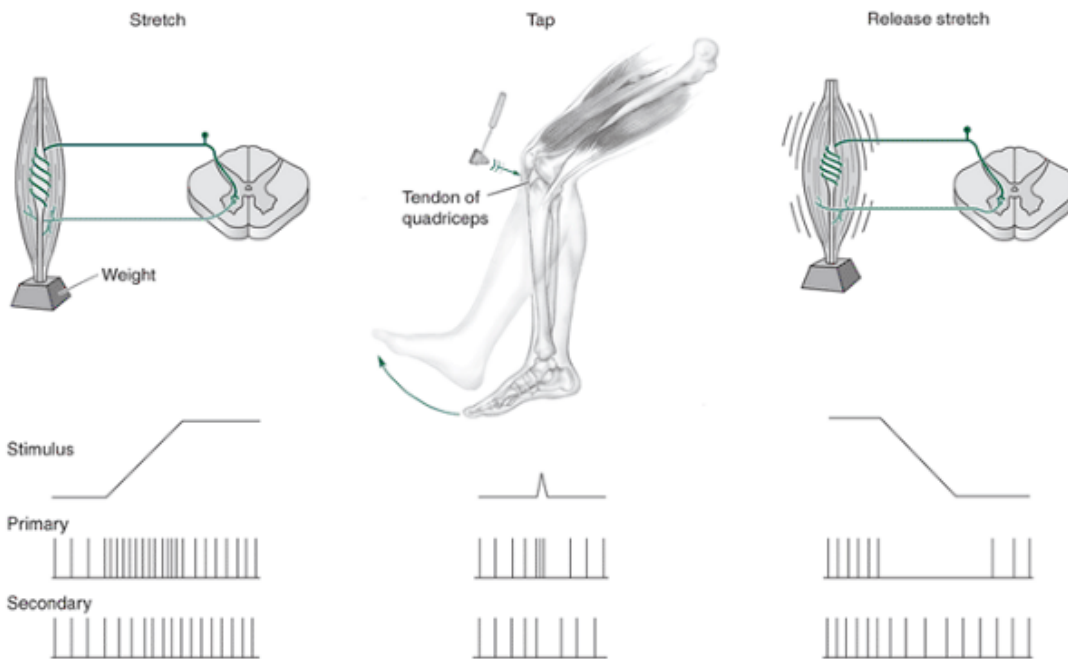 Stretch
Tap
Release stretch
Tendon of
quadriceps
Weight
Stimulus
Primary
Secondary